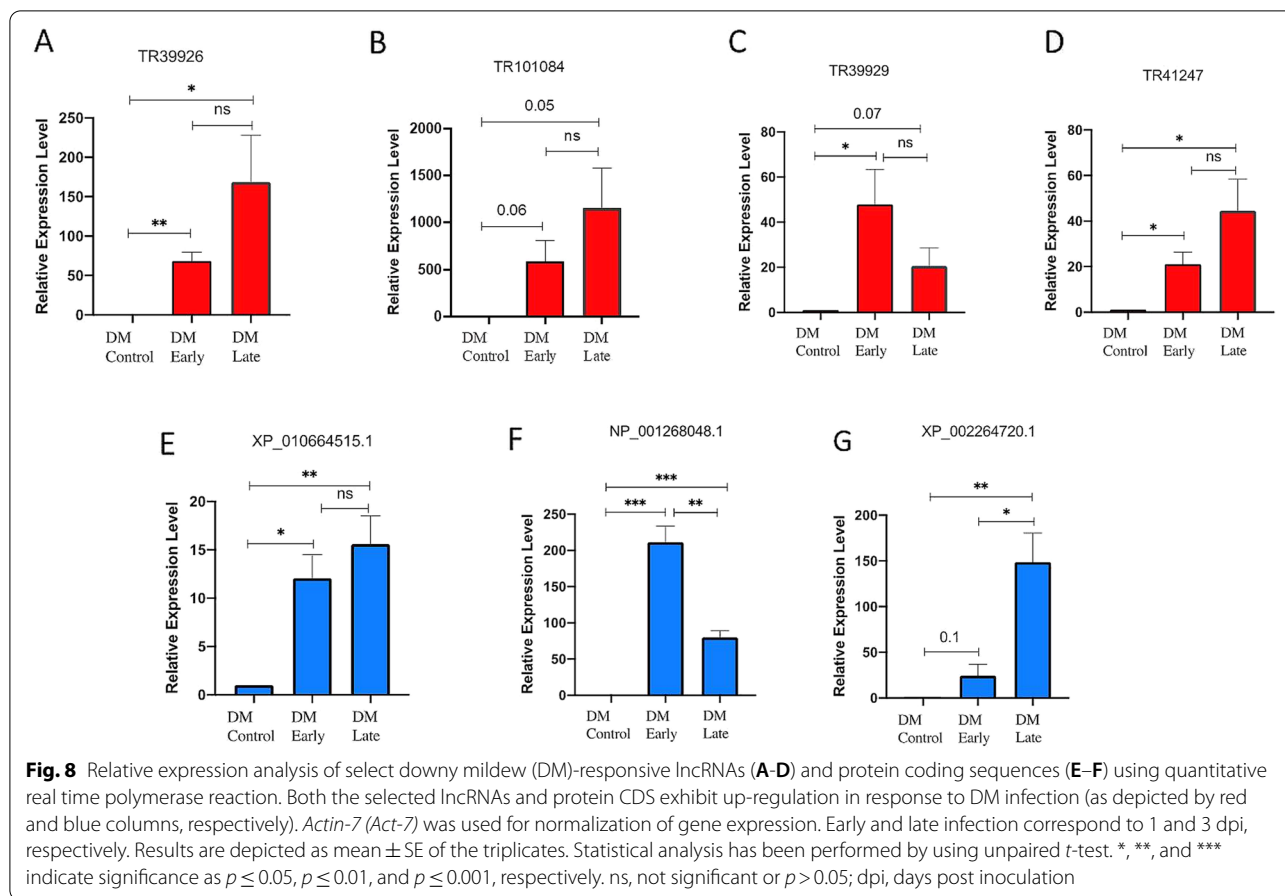 A
TR39926
Relative Expression Level
250
200
150
100
50
0
*
ns
**
DM Control
DM Early
DM Late
B
TR101084
Relative Expression Level
2000
1500
1000
500
0
0.05
ns
0.06
DM Control
DM Early
DM Late
C
TR39929
Relative Expression Level
80
60
40
20
0
0.07
*
ns
DM Control
DM Early
DM Late
D
TR41247
Relative Expression Level
80
60
40
20
0
*
ns
*
DM Control
DM Early
DM Late
E
XP_010664515.1
Relative Expression Level
20
15
10
5
0
**
ns
*
DM Control
DM Early
DM Late
F
NP_001268048.1
Relative Expression Level
250
200
150
100
50
0
***
***
**
DM Control
DM Early
DM Late
G
XP_002264720.1
Relative Expression Level
200
150
100
50
0
**
*
0.1
DM Control
DM Early
DM Late
Fig. 8 Relative expression analysis of select downy mildew (DM)-responsive lncRNAs (A-D) and protein coding sequences (E–F) using quantitative
real time polymerase reaction. Both the selected lncRNAs and protein CDS exhibit up-regulation in response to DM infection (as depicted by red
and blue columns, respectively). Actin-7 (Act-7) was used for normalization of gene expression. Early and late infection correspond to 1 and 3 dpi,
respectively. Results are depicted as mean ± SE of the triplicates. Statistical analysis has been performed by using unpaired t-test. *, **, and ***
indicate significance as p ≤ 0.05, p ≤ 0.01, and p ≤ 0.001, respectively. ns, not significant or p > 0.05; dpi, days post inoculation